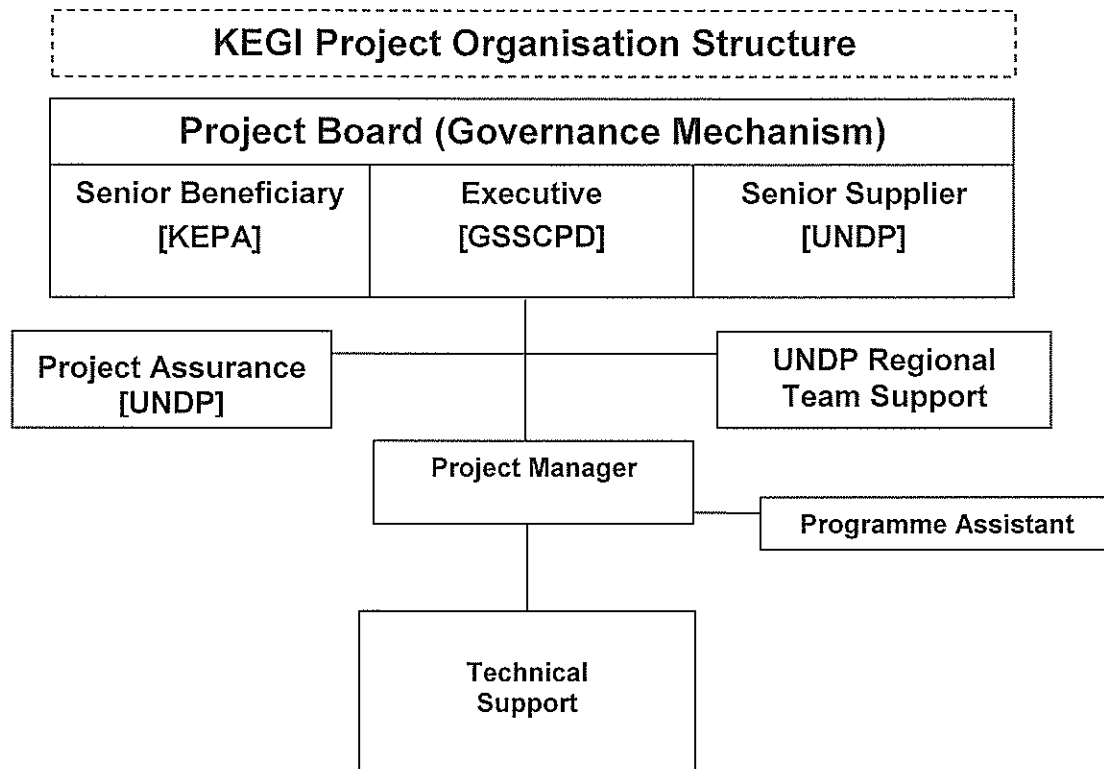 KEGI Project Organisation Structure
Project Board (Governance Mechanism)
Senior Beneficiary
[KEPA]
Executive
[GSSCPD]
Senior Supplier
[UNDP]
Project Assurance
[UNDP]
UNDP Regional
Team Support
Project Manager
Programme Assistant
Technical
Support